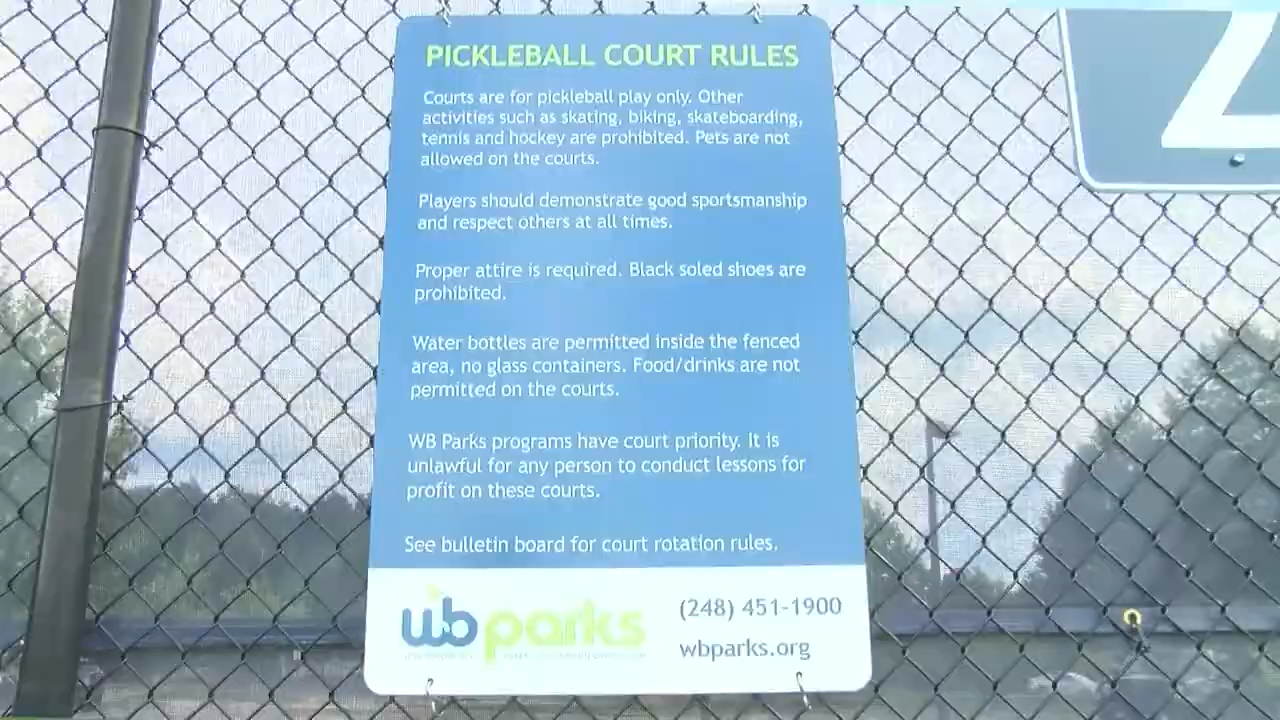 PICKLEBALL COURT RULES
Courts are for pickleball play only. Other
activities such as skating, biking, skateboarding,
tennis and hockey are prohibited. Pets are not
allowed on the courts.
Players should demonstrate good sportsmanship
and respect others at all times.
Proper attire is required. Black soled shoes are
prohibited.
Water bottles are permitted inside the fenced
area, no glass containers. Food/drinks are not
permitted on the courts.
WB Parks programs have court priority. It is
unlawful for any person to conduct lessons for
profit on these courts.
See bulletin board for court rotation rules.
wb parks
(248) 451-1900
wbparks.org